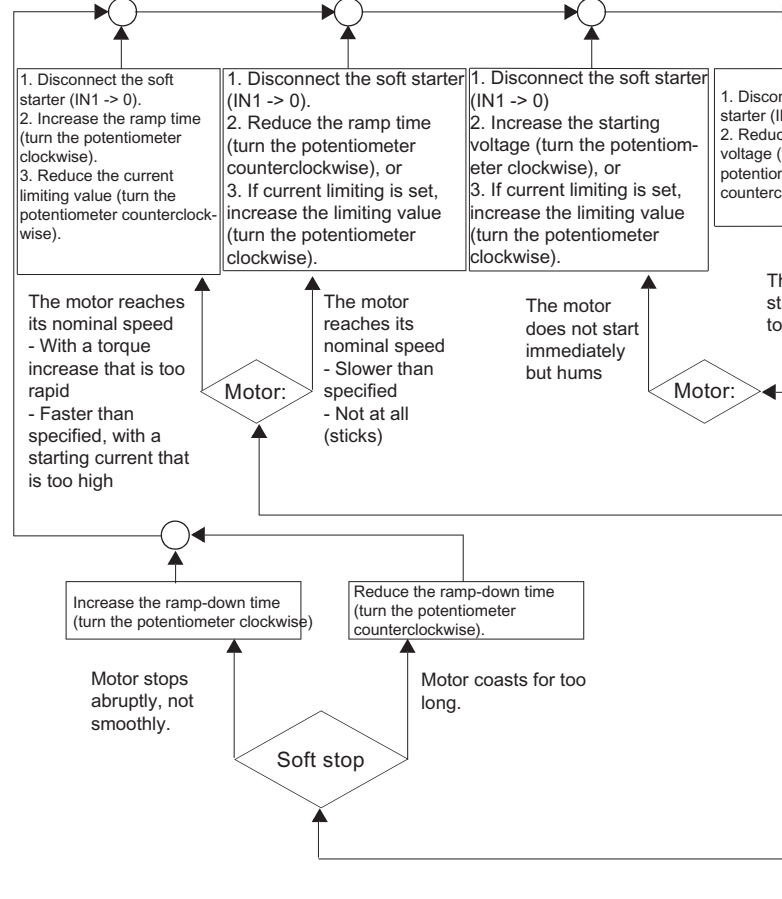 1. Disconnect the soft
starter (IN1 -> 0).
2. Increase the ramp time
(turn the potentiometer
clockwise).
3. Reduce the current
limiting value (turn the
potentiometer counterclock-
wise).
1. Disconnect the soft starter
(IN1 -> 0).
2. Reduce the ramp time
(turn the potentiometer
counterclockwise), or
3. If current limiting is set,
increase the limiting value
(turn the potentiometer
clockwise).
1. Disconnect the soft starter
(IN1 -> 0)
2. Increase the starting
voltage (turn the potentiom-
eter clockwise), or
3. If current limiting is set,
increase the limiting value
(turn the potentiometer
clockwise).
1.
starter
2.
voltage
The motor reaches
its nominal speed
- With a torque
increase that is too
rapid
- Faster than
specified, with a
starting current that
is too high
Motor:
The motor
reaches its
nominal speed
- Slower than
specified
- Not at all
(sticks)
The motor
does not start
immediately
but hums
Motor:
Increase the ramp-down time
(turn the potentiometer clockwise)
Reduce the ramp-down time
(turn the potentiometer
counterclockwise).
Motor stops
abruptly, not
smoothly.
Motor coasts for too
long.
Soft stop